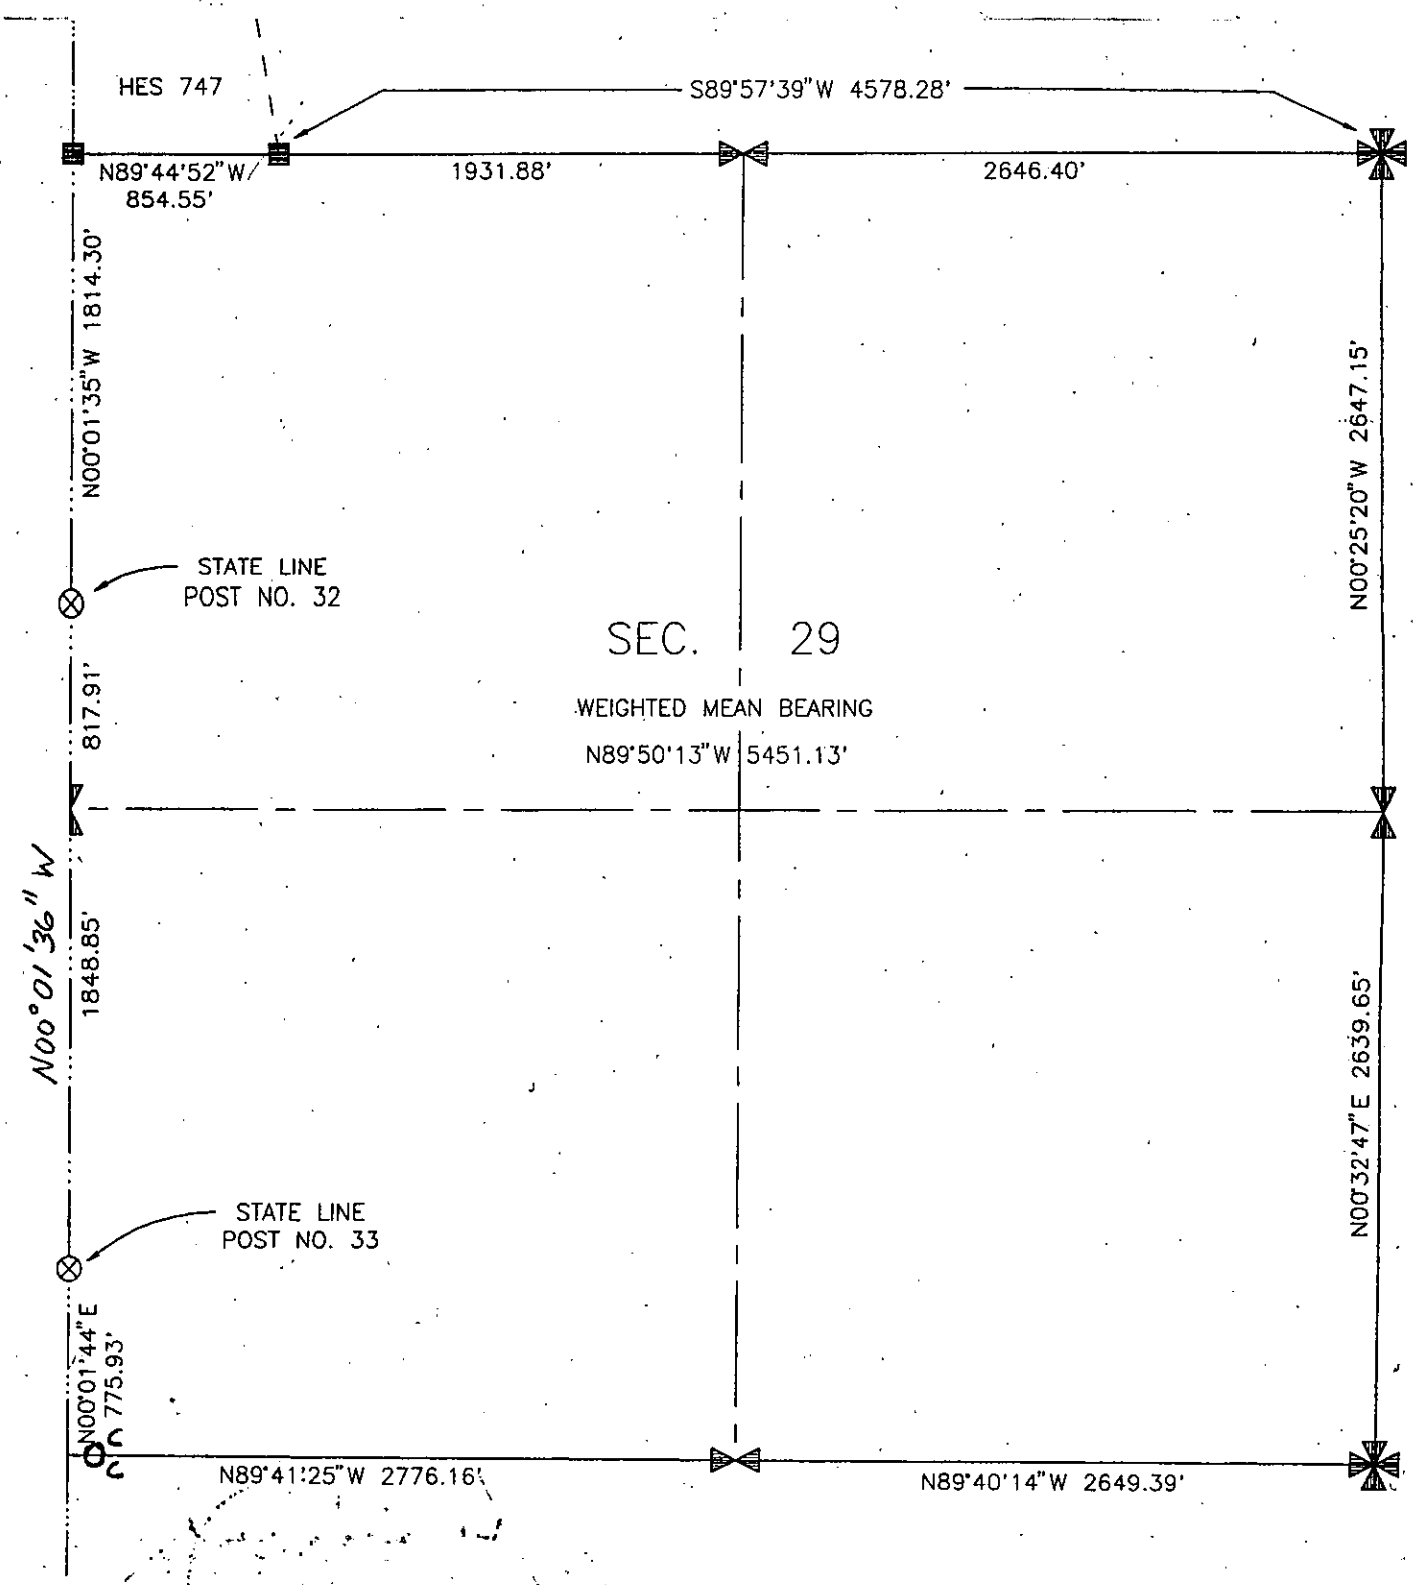 HES 747
S89°57'39"W 4578.28'
N89°44'52"W
854.55'
1931.88'
2646.40'
N00°01'35"W 1814.30'
N00°25'20"W 2647.15'
STATE LINE
POST NO. 32
SEC. 29
817.91'
WEIGHTED MEAN BEARING
N89°50'13"W 5451.13'
N00°01'36" W
1848.85'
N00°32'47"E 2639.65'
STATE LINE
POST NO. 33
N00°01'44"E
775.93'
C
C
N89°41'25"W 2776.16'
N89°40'14"W 2649.39'